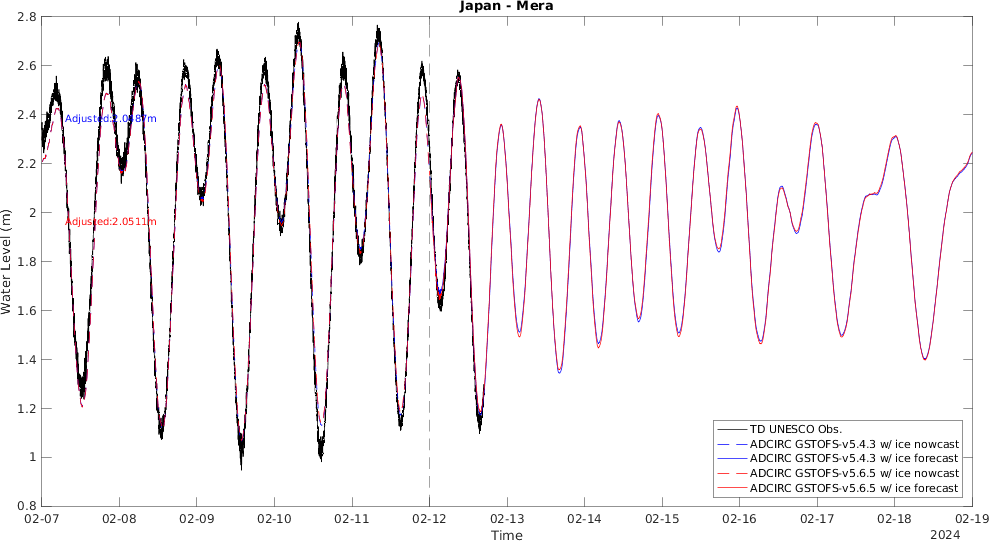 Japan - Mera
2.8
2.6
2.4
2.2
2
1.8
1.6
1.4
1.2
1
0.8
Water Level (m)
Adjusted:2.0587m
Adjusted:2.0511m
TD UNESCO Obs.
ADCIRC GSTOFS-v5.4.3 w/ ice nowcast
ADCIRC GSTOFS-v5.4.3 w/ ice forecast
ADCIRC GSTOFS-v5.6.5 w/ ice nowcast
ADCIRC GSTOFS-v5.6.5 w/ ice forecast
02-07 02-08 02-09 02-10 02-11 02-12 02-13 02-14 02-15 02-16 02-17 02-18 02-19
Time
2024